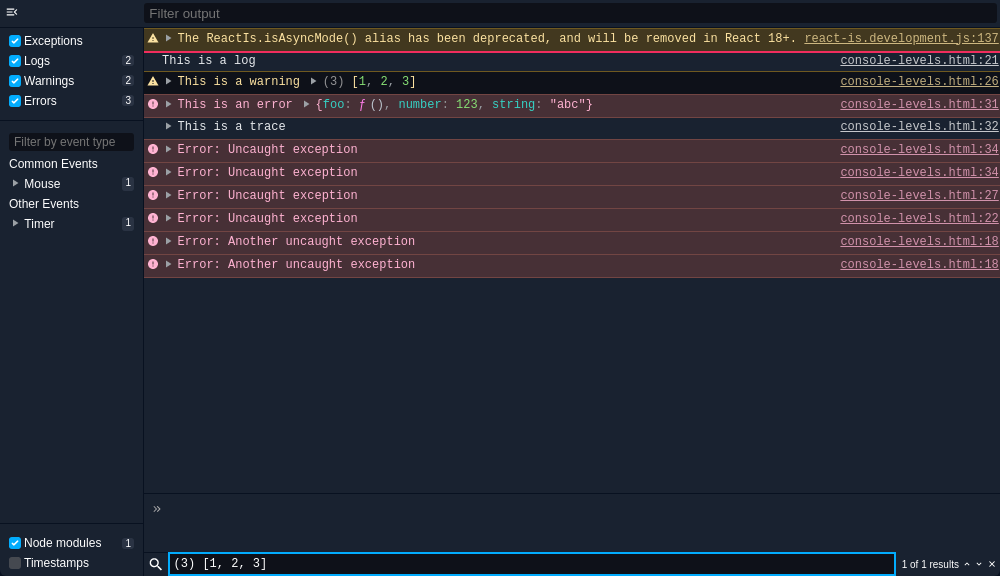 Filter output
Exceptions
Logs 2
Warnings 2
Errors 3
Filter by event type
Common Events
Mouse 1
Other Events
Timer 1
Node modules 1
Timestamps
The ReactIs.isAsyncMode() alias has been deprecated, and will be removed in React 18+. react-is.development.js:137
This is a log console-levels.html:21
This is a warning (3) [1, 2, 3] console-levels.html:26
This is an error {foo: ƒ (), number: 123, string: "abc"} console-levels.html:31
This is a trace console-levels.html:32
Error: Uncaught exception console-levels.html:34
Error: Uncaught exception console-levels.html:34
Error: Uncaught exception console-levels.html:27
Error: Uncaught exception console-levels.html:22
Error: Another uncaught exception console-levels.html:18
Error: Another uncaught exception console-levels.html:18
»
(3) [1, 2, 3] 1 of 1 results